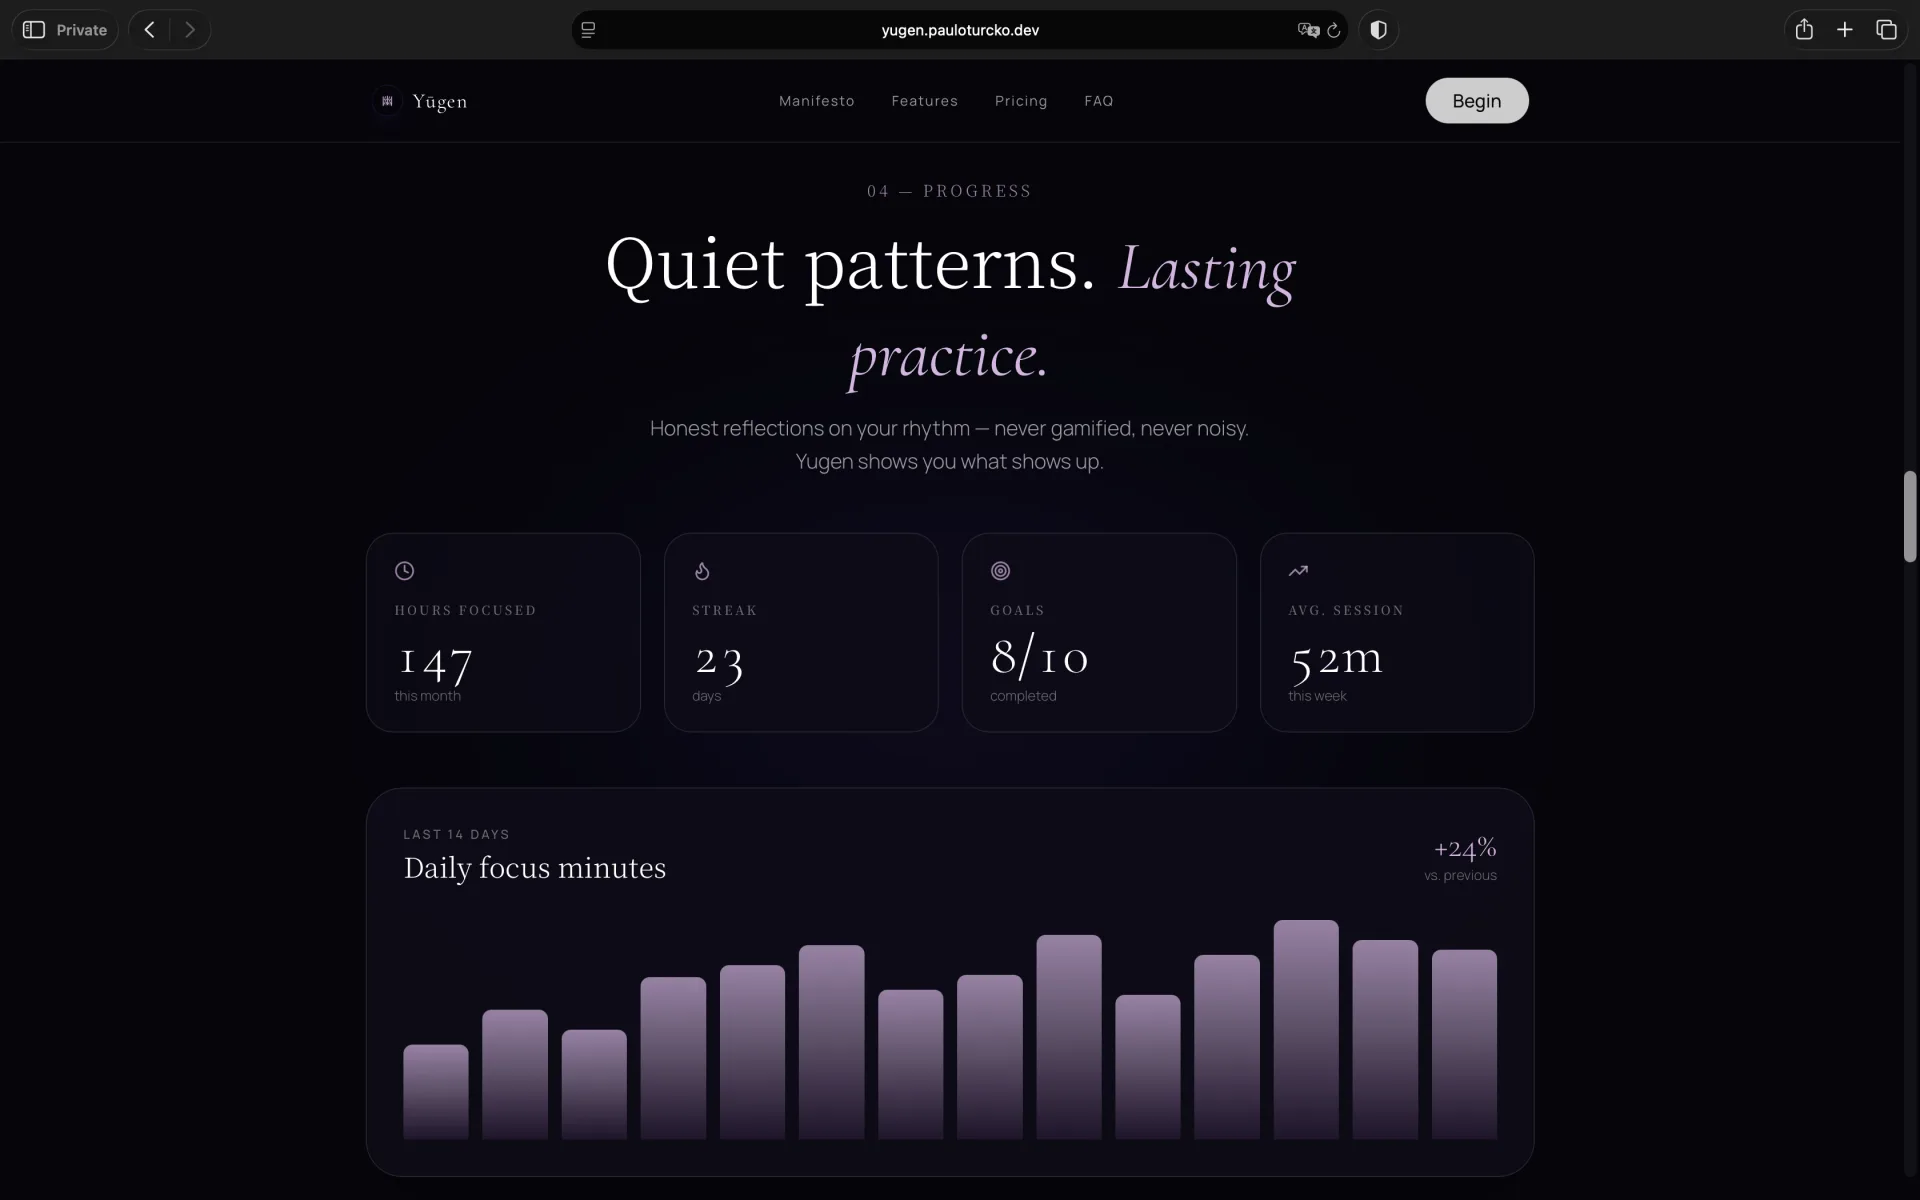 Private
yugen.pauloturcko.dev
Yūgen
Manifesto
Features
Pricing
FAQ
Begin
04 — PROGRESS
Quiet patterns. Lasting
practice.
Honest reflections on your rhythm — never gamified, never noisy.
Yugen shows you what shows up.
HOURS FOCUSED
147
this month
STREAK
23
days
GOALS
8/10
completed
AVG. SESSION
52m
this week
LAST 14 DAYS
Daily focus minutes
+24%
vs. previous